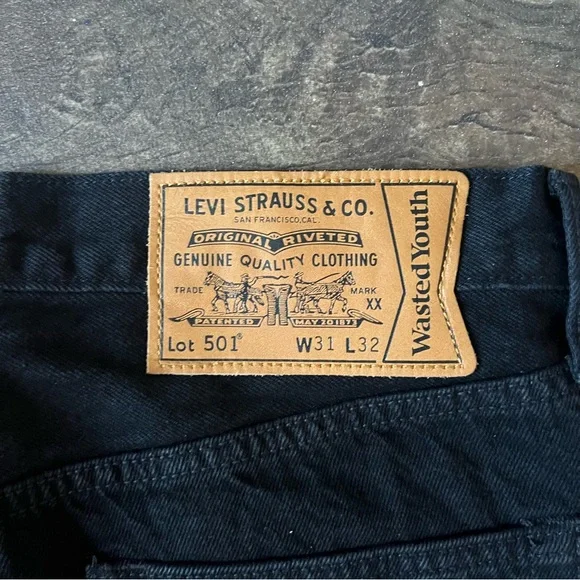 LEVI STRAUSS & CO.
SAN FRANCISCO, CAL.
ORIGINAL RIVETED
GENUINE QUALITY CLOTHING
TRADE MARK
XX
PATENTED MAY 20 1873
Lot 501® W31 L32
Wasted Youth